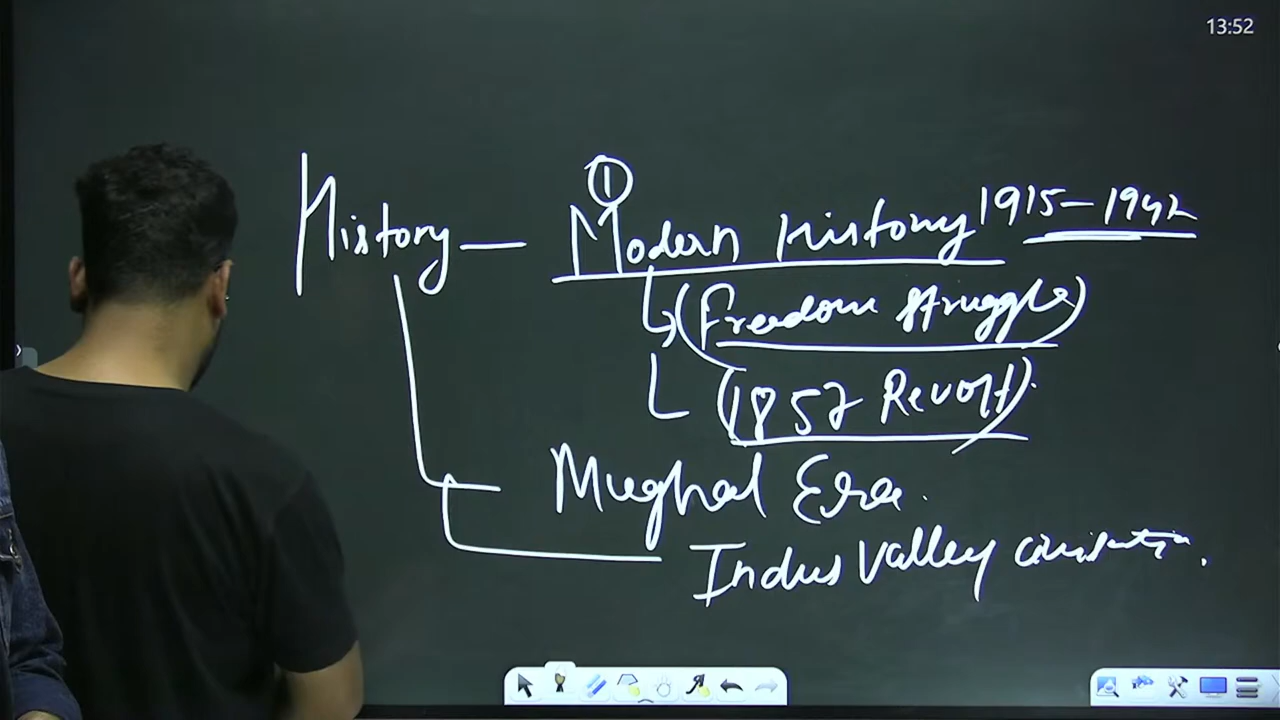 13:52
1
History — Modern History 1915–1942
(Freedom struggle)
(1857 Revolt).
Mughal Era.
Indus Valley